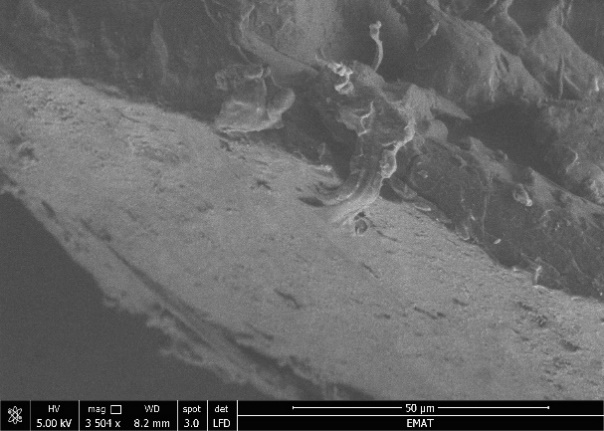 HV
5.00 kV
mag
3 504 x
WD
8.2 mm
spot
3.0
det
LFD
50 µm
EMAT